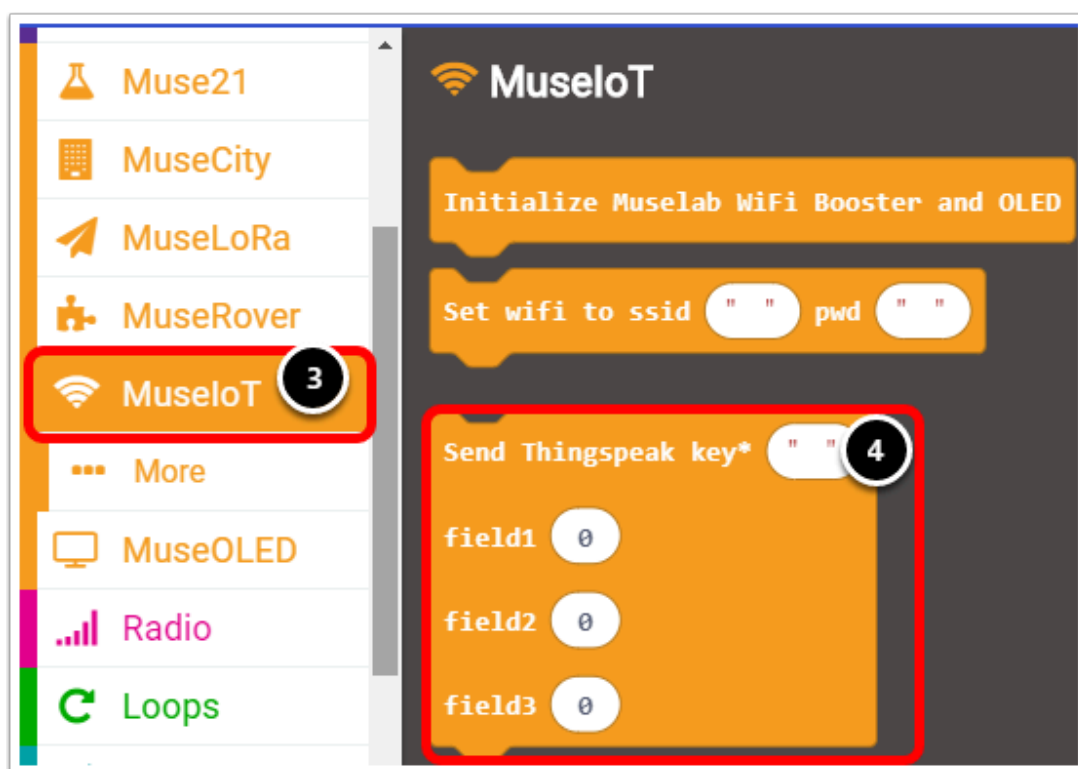 Muse21
MuseCity
MuseLoRa
MuseRover
MuseIoT 3
More
MuseOLED
Radio
Loops
MuseIoT
Initialize Muselab WiFi Booster and OLED
Set wifi to ssid " " pwd " "
Send Thingspeak key* " " 4
field1 0
field2 0
field3 0